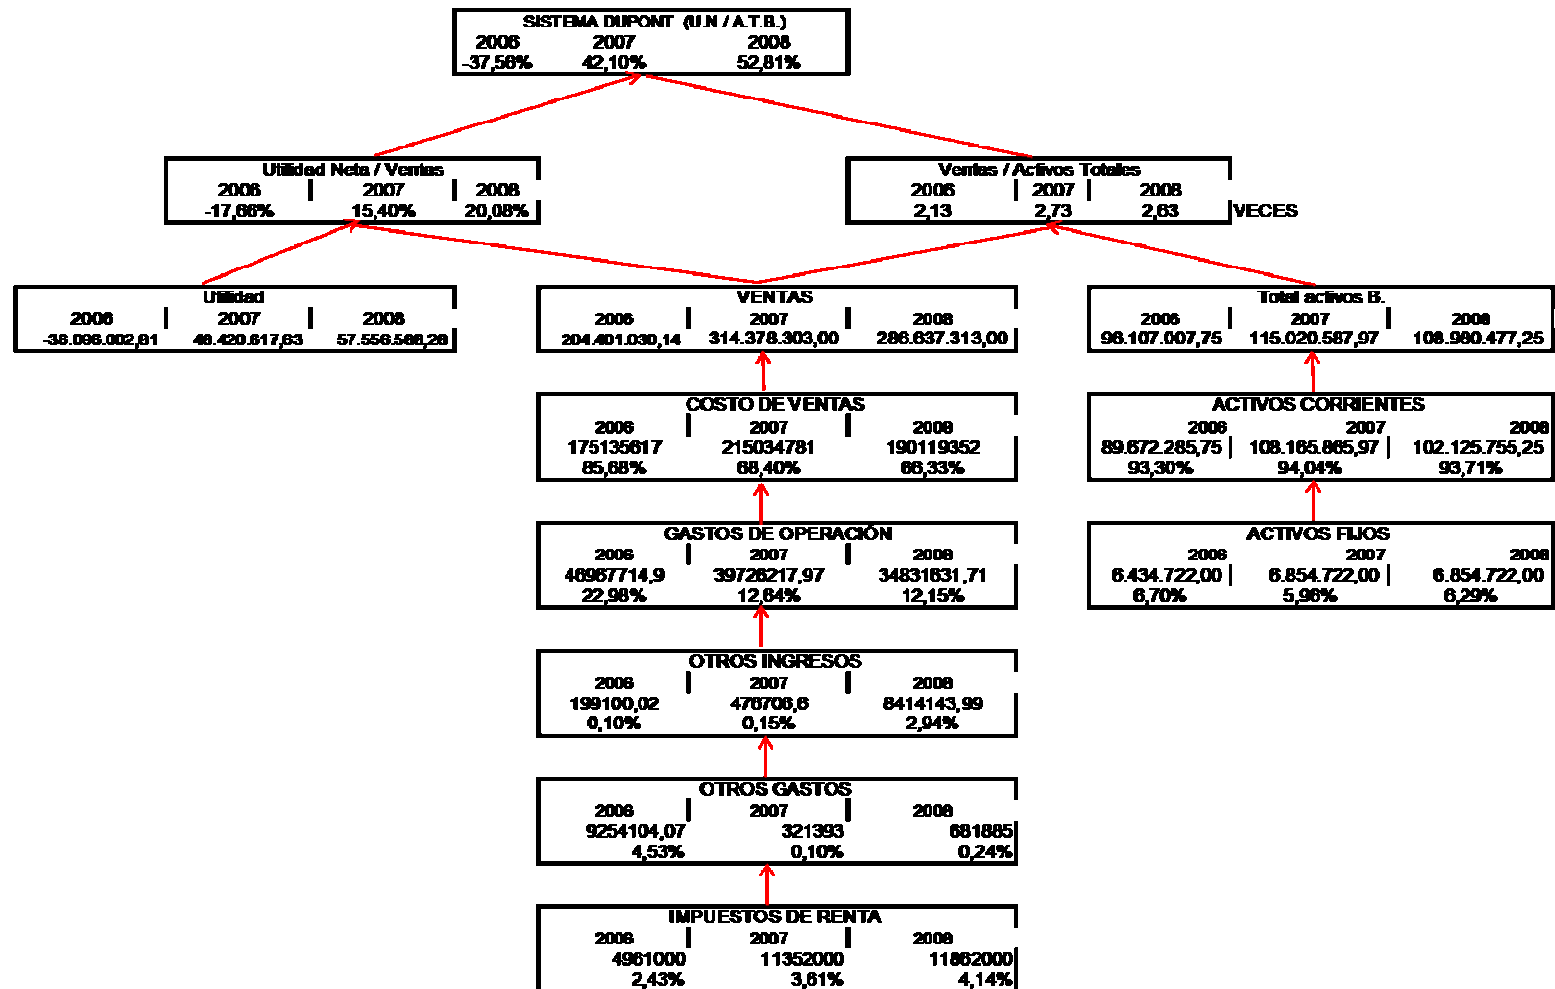 SISTEMA DUPONT (U.N / A.T.B.)
2006 2007 2008
-37,56% 42,10% 52,81%
Utilidad Neta / Ventas
2006 2007 2008
-17,66% 15,40% 20,08%
Ventas / Activos Totales
2006 2007 2008
2,13 2,73 2,63 VECES
Utilidad
2006 2007 2008
-36.096.002,81 48.420.617,63 57.556.588,28
VENTAS
2006 2007 2008
204.401.030,14 314.378.303,00 286.637.313,00
Total activos B.
2006 2007 2008
96.107.007,75 115.020.587,97 108.980.477,25
COSTO DE VENTAS
2006 2007 2008
175135617 215034781 190119352
85,68% 68,40% 66,33%
ACTIVOS CORRIENTES
2006 2007 2008
89.672.285,75 108.165.865,97 102.125.755,25
93,30% 94,04% 93,71%
GASTOS DE OPERACIÓN
2006 2007 2008
46967714,9 39726217,97 34831631,71
22,98% 12,64% 12,15%
ACTIVOS FIJOS
2006 2007 2008
6.434.722,00 6.854.722,00 6.854.722,00
6,70% 5,96% 6,29%
OTROS INGRESOS
2006 2007 2008
199100,02 476706,6 8414143,99
0,10% 0,15% 2,94%
OTROS GASTOS
2006 2007 2008
9254104,07 321393 681885
4,53% 0,10% 0,24%
IMPUESTOS DE RENTA
2006 2007 2008
4961000 11352000 11862000
2,43% 3,61% 4,14%